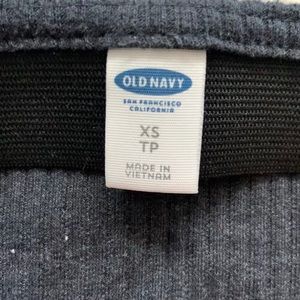 OLD NAVY
SAN FRANCISCO
CALIFORNIA
XS
TP
MADE IN
VIETNAM